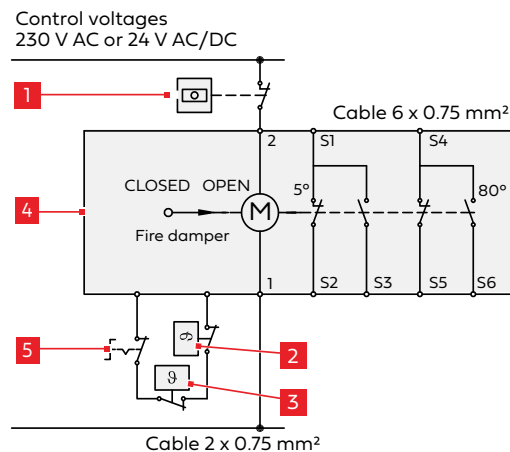 Control voltages
230 V AC or 24 V AC/DC
1
Cable 6 x 0.75 mm²
2 S1 S4
CLOSED OPEN 5° 80°
4 M
Fire damper
1 S2 S3 S5 S6
5 ϑ 2
ϑ 3
Cable 2 x 0.75 mm²